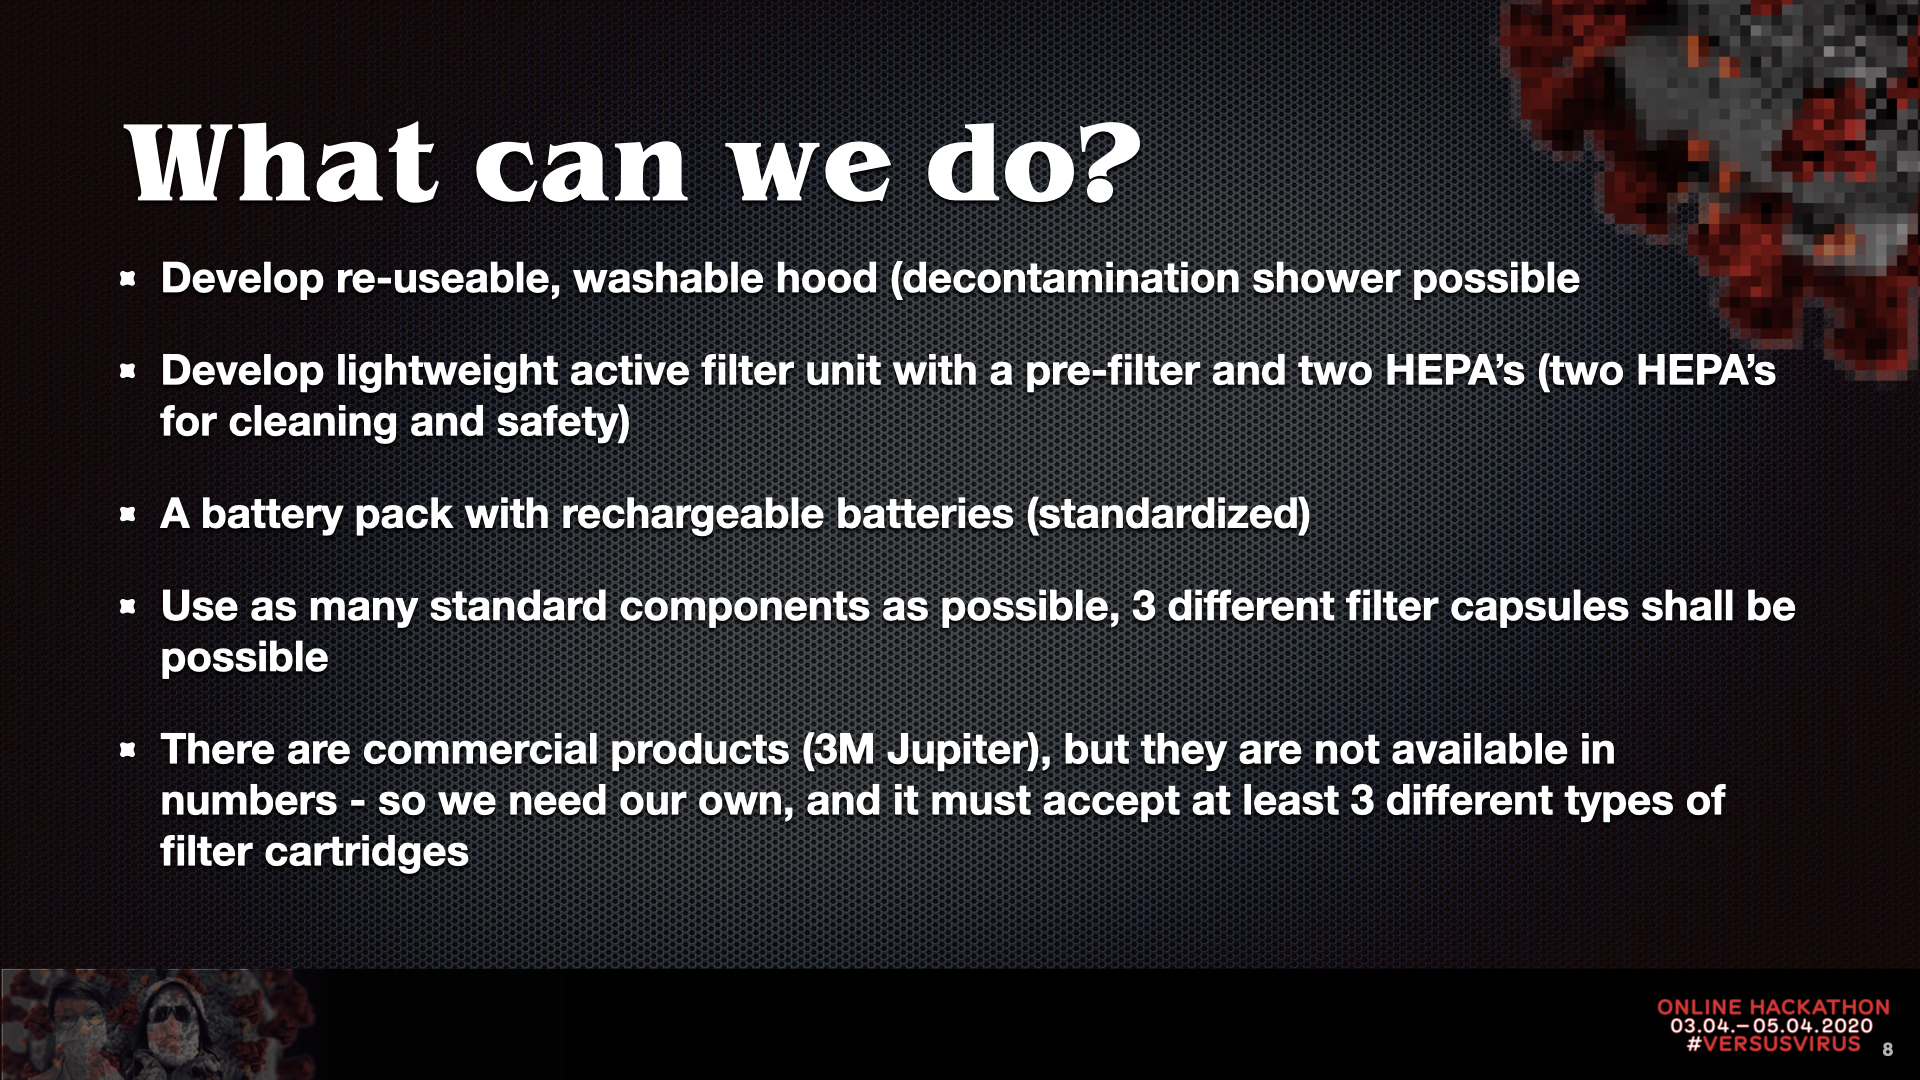 What can we do?
Develop re-useable, washable hood (decontamination shower possible
Develop lightweight active filter unit with a pre-filter and two HEPA’s (two HEPA’s
for cleaning and safety)
A battery pack with rechargeable batteries (standardized)
Use as many standard components as possible, 3 different filter capsules shall be
possible
There are commercial products (3M Jupiter), but they are not available in
numbers - so we need our own, and it must accept at least 3 different types of
filter cartridges
ONLINE HACKATHON
03.04.–05.04.2020
#VERSUSVIRUS
8